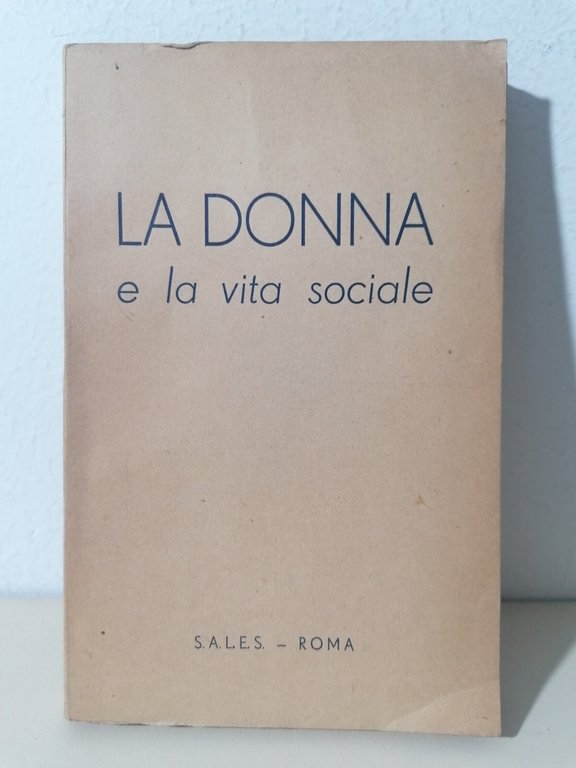 LA DONNA
e la vita sociale
S.A.L.E.S. – ROMA